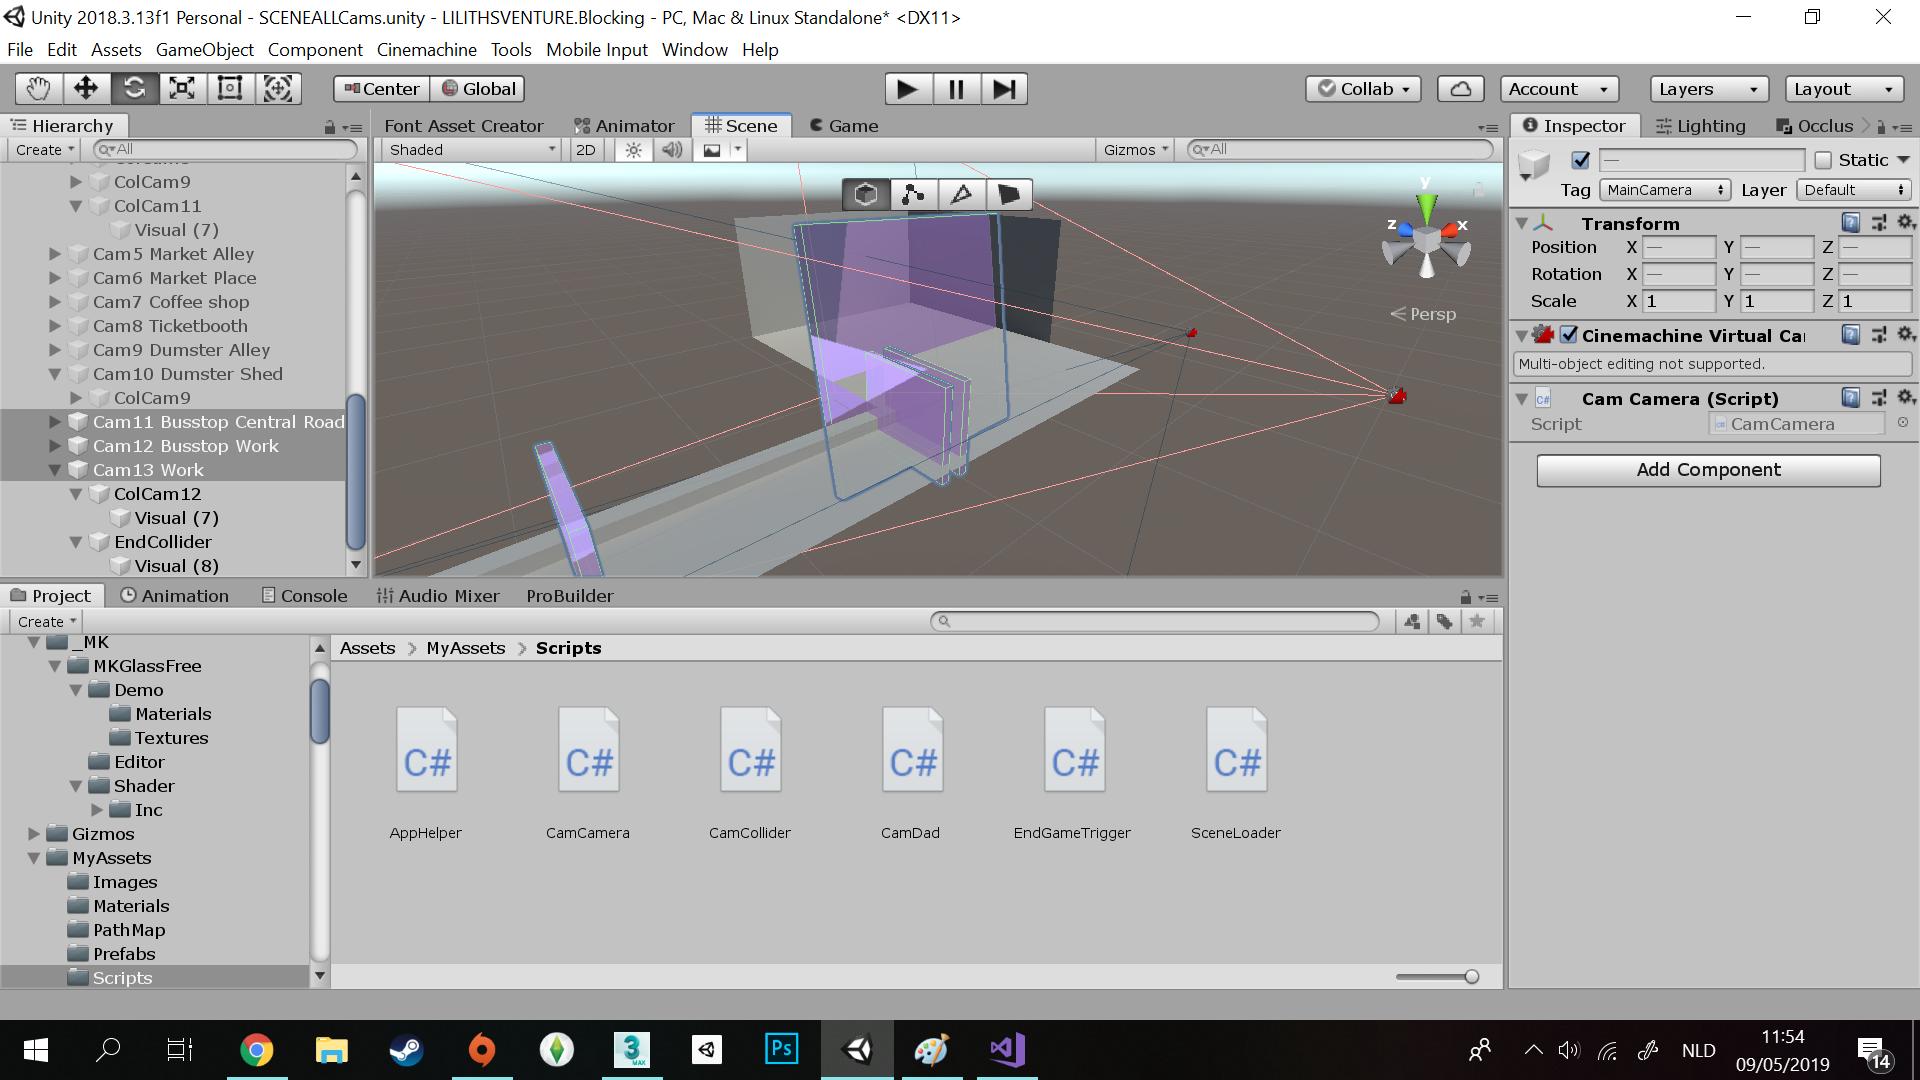 Unity 2018.3.13f1 Personal - SCENEALLCams.unity - LILITHSVENTURE.Blocking - PC, Mac & Linux Standalone* <DX11>
File Edit Assets GameObject Component Cinemachine Tools Mobile Input Window Help
Center Global
Collab Account Layers Layout
Hierarchy
Create All
ColCam9
ColCam11
Visual (7)
Cam5 Market Alley
Cam6 Market Place
Cam7 Coffee shop
Cam8 Ticketbooth
Cam9 Dumster Alley
Cam10 Dumster Shed
ColCam9
Cam11 Busstop Central Road
Cam12 Busstop Work
Cam13 Work
ColCam12
Visual (7)
EndCollider
Visual (8)
Font Asset Creator Animator Scene Game
Shaded 2D Gizmos All
y
z x
Persp
Inspector Lighting Occlus
— Static
Tag MainCamera Layer Default
Transform
Position X — Y — Z —
Rotation X — Y — Z —
Scale X 1 Y 1 Z 1
Cinemachine Virtual Ca
Multi-object editing not supported.
C# Cam Camera (Script)
Script CamCamera
Add Component
Project Animation Console Audio Mixer ProBuilder
Create
_MK
MKGlassFree
Demo
Materials
Textures
Editor
Shader
Inc
Gizmos
MyAssets
Images
Materials
PathMap
Prefabs
Scripts
Assets MyAssets Scripts
C# C# C# C# C# C#
AppHelper CamCamera CamCollider CamDad EndGameTrigger SceneLoader
3 MAX Ps NLD
11:54
09/05/2019
14